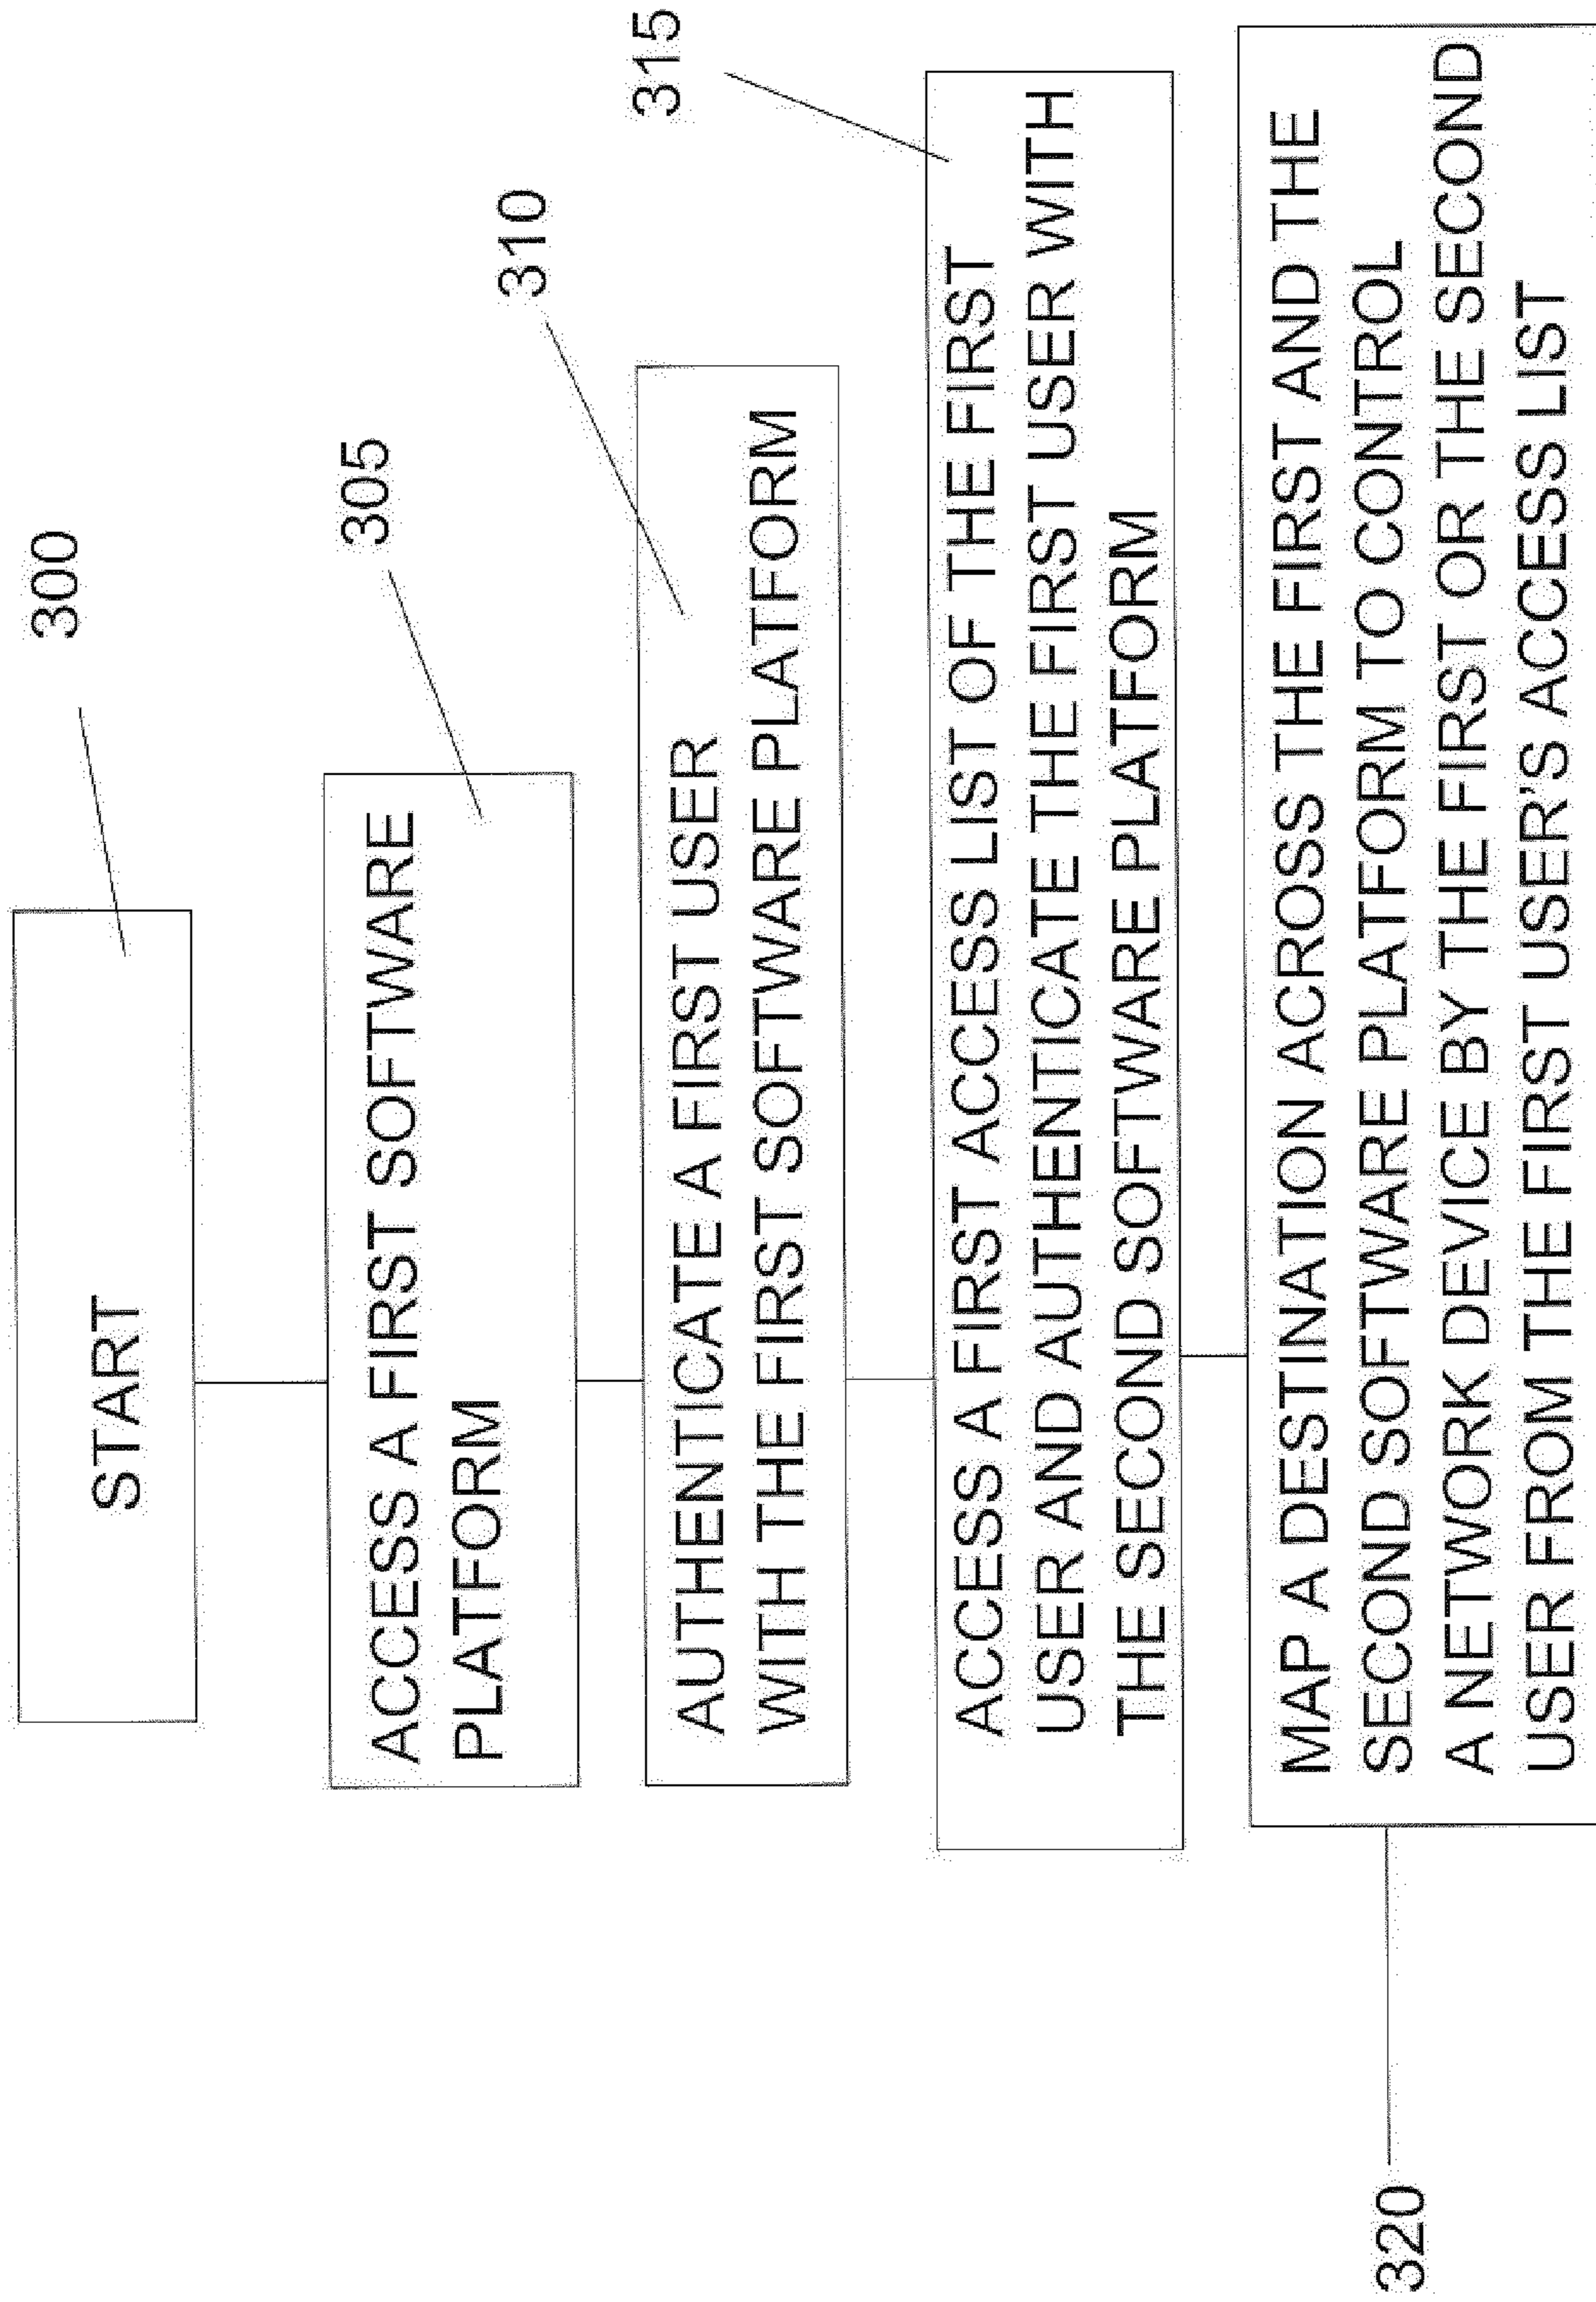 300
START
305
ACCESS A FIRST SOFTWARE
PLATFORM
310
AUTHENTICATE A FIRST USER
WITH THE FIRST SOFTWARE PLATFORM
315
ACCESS A FIRST ACCESS LIST OF THE FIRST
USER AND AUTHENTICATE THE FIRST USER WITH
THE SECOND SOFTWARE PLATFORM
320
MAP A DESTINATION ACROSS THE FIRST AND THE
SECOND SOFTWARE PLATFORM TO CONTROL
A NETWORK DEVICE BY THE FIRST OR THE SECOND
USER FROM THE FIRST USER'S ACCESS LIST